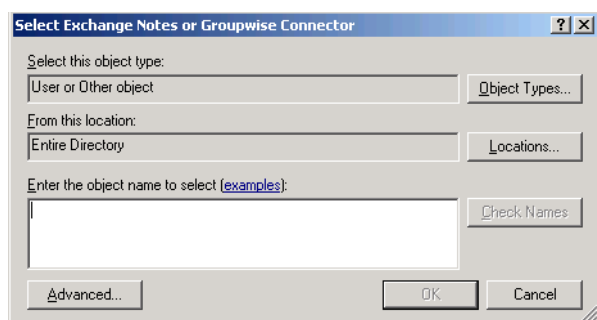 Select Exchange Notes or Groupwise Connector
Select this object type:
User or Other object
Object Types...
From this location:
Entire Directory
Locations...
Enter the object name to select (examples):
Check Names
Advanced...
OK
Cancel